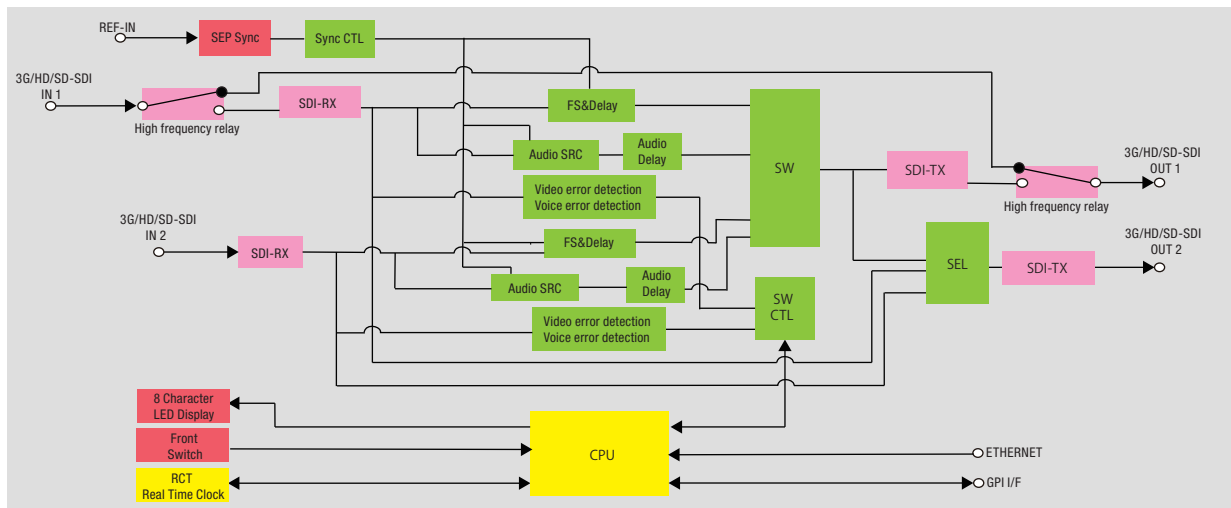 REF-IN
SEP Sync
Sync CTL
3G/HD/SD-SDI
IN 1
High frequency relay
SDI-RX
FS&Delay
Audio SRC
Audio
Delay
SW
SDI-TX
High frequency relay
3G/HD/SD-SDI
OUT 1
Video error detection
Voice error detection
3G/HD/SD-SDI
IN 2
SDI-RX
FS&Delay
Audio SRC
Audio
Delay
SEL
SDI-TX
3G/HD/SD-SDI
OUT 2
SW
CTL
Video error detection
Voice error detection
8 Character
LED Display
Front
Switch
RCT
Real Time Clock
CPU
ETHERNET
GPI I/F